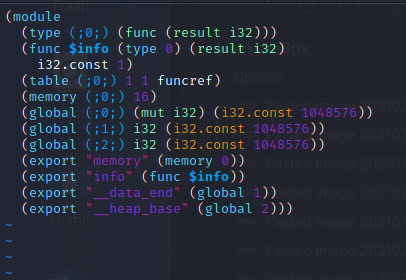 (module
  (type (;0;) (func (result i32)))
  (func $info (type 0) (result i32)
    i32.const 1)
  (table (;0;) 1 1 funcref)
  (memory (;0;) 16)
  (global (;0;) (mut i32) (i32.const 1048576))
  (global (;1;) i32 (i32.const 1048576))
  (global (;2;) i32 (i32.const 1048576))
  (export "memory" (memory 0))
  (export "info" (func $info))
  (export "__data_end" (global 1))
  (export "__heap_base" (global 2)))
~
~
~
~